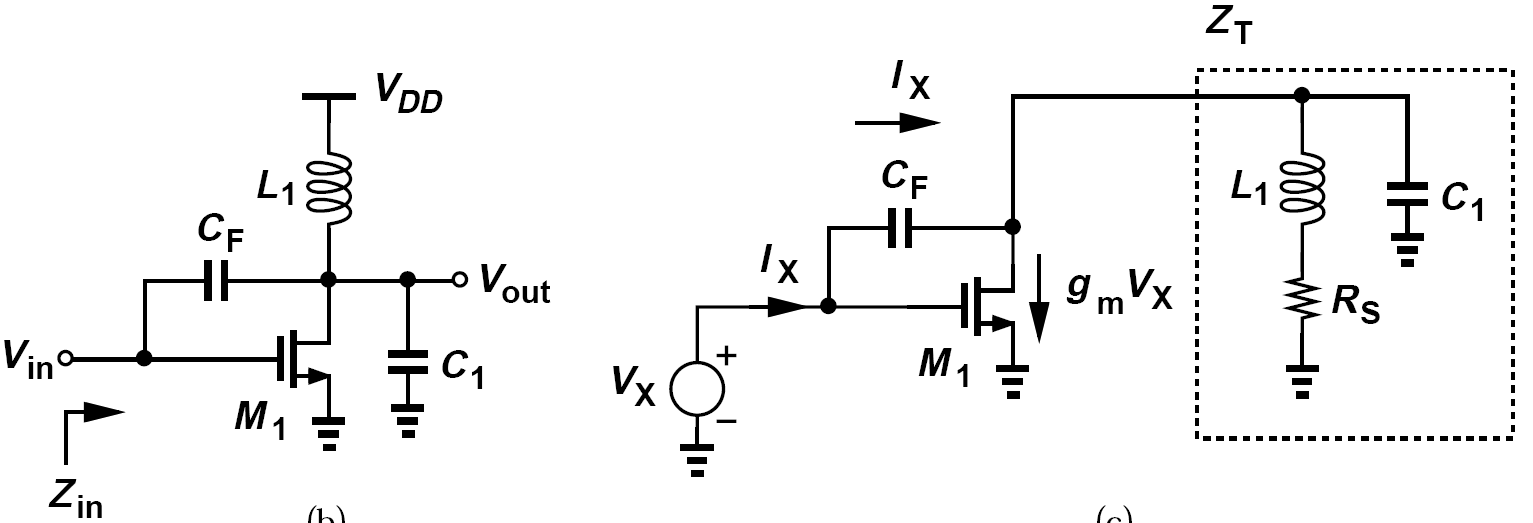 V_DD
L_1
C_F
V_out
V_in
C_1
M_1
Z_in
(b)
Z_T
I_X
C_F
L_1
C_1
I_X
g_m V_X
R_S
M_1
V_X
+
−
(c)